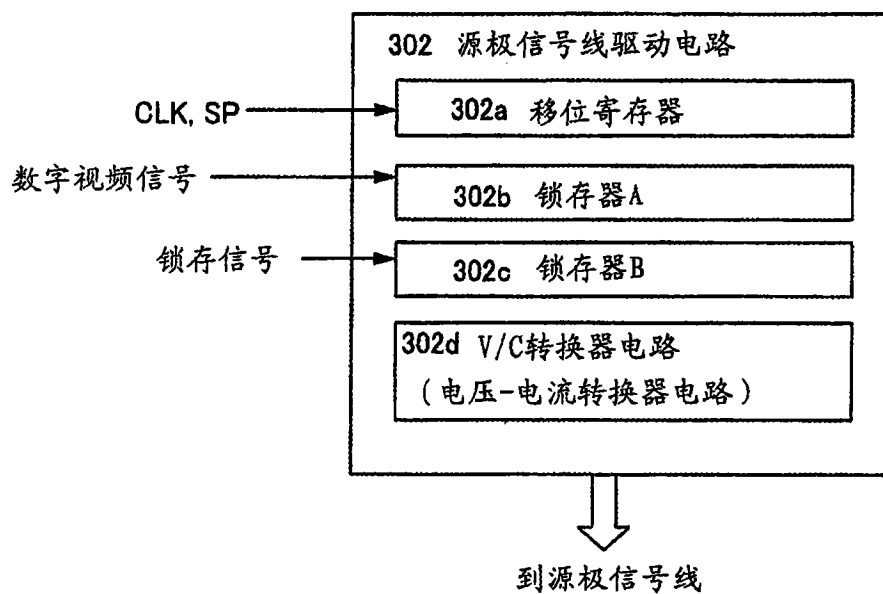 302 源极信号线驱动电路
CLK, SP
302a 移位寄存器
数字视频信号
302b 锁存器A
锁存信号
302c 锁存器B
302d V/C转换器电路
(电压-电流转换器电路)
到源极信号线